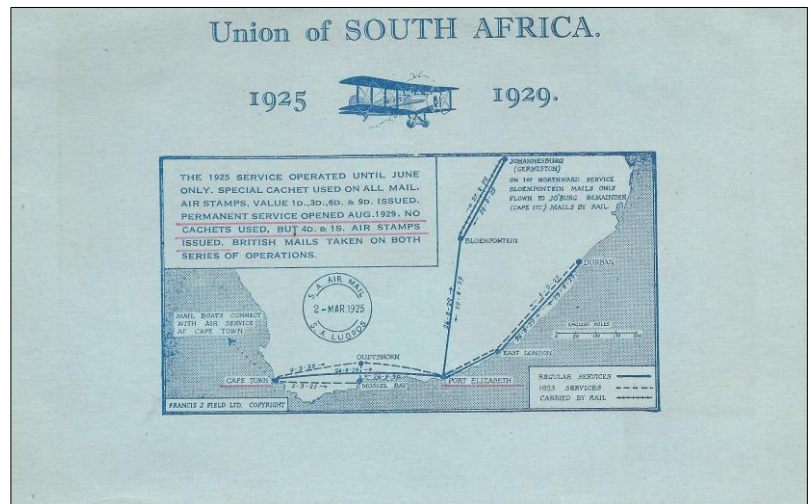 Union of SOUTH AFRICA.
1925
1929.
THE 1925 SERVICE OPERATED UNTIL JUNE
ONLY. SPECIAL CACHET USED ON ALL MAIL.
AIR STAMPS, VALUE 1D.,3D.,6D. & 9D. ISSUED.
PERMANENT SERVICE OPENED AUG. 1929. NO
CACHETS USED, BUT 4D. & 1S. AIR STAMPS
ISSUED. BRITISH MAILS TAKEN ON BOTH
SERIES OF OPERATIONS.
JOHANNESBURG
(GERMISTON)
ON 1ST NORTHWARD SERVICE
BLOEMFONTEIN MAILS ONLY
FLOWN TO JO'BURG REMAINDER
(CAPE ETC.) MAILS BY RAIL
BLOEMFONTEIN
DURBAN
S.A. AIR MAIL
2-MAR.1925
S.A. LUGPOS
MAIL BOATS CONNECT
WITH AIR SERVICE
AT CAPE TOWN
ENGLISH MILES
OUDTSHORN
EAST LONDON
CAPE TOWN
MOSSEL BAY
PORT ELIZABETH
REGULAR SERVICES
1925 SERVICES
CARRIED BY RAIL
FRANCIS J FIELD LTD. COPYRIGHT